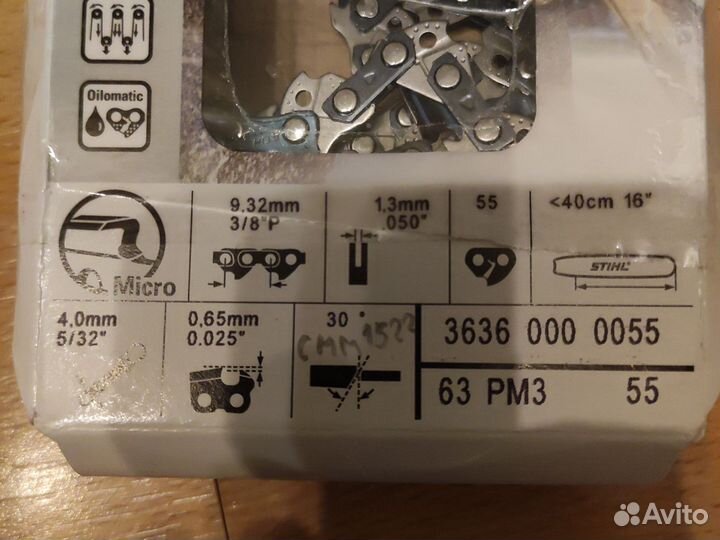 Oilomatic
Micro
9,32mm
3/8"P
1,3mm
.050"
55
<40cm 16"
STIHL
4,0mm
5/32"
0,65mm
0.025"
30 °
3636 000 0055
63 PM3 55
Avito